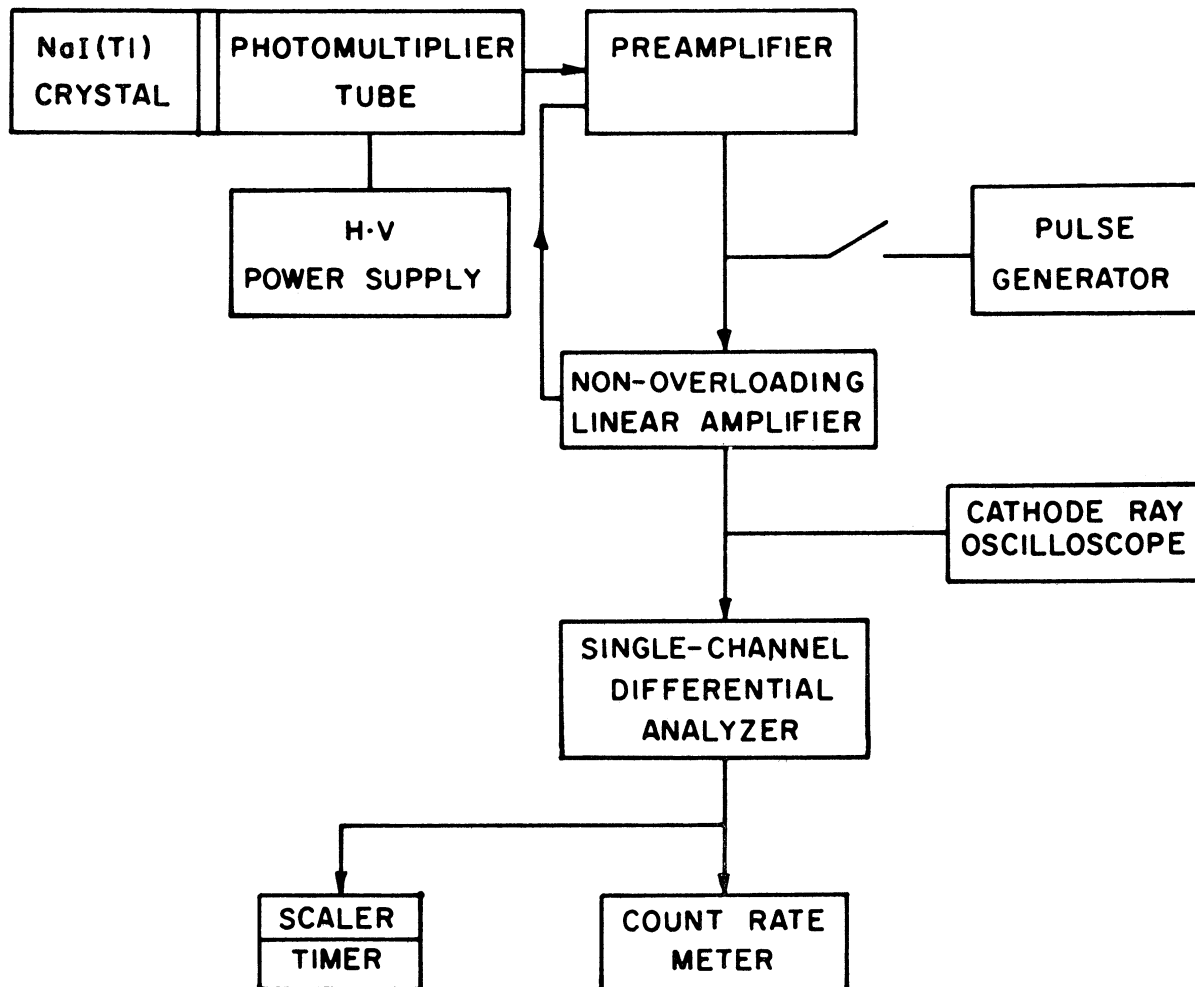 NaI(Tl)
CRYSTAL
PHOTOMULTIPLIER
TUBE
PREAMPLIFIER
H·V
POWER SUPPLY
PULSE
GENERATOR
NON-OVERLOADING
LINEAR AMPLIFIER
CATHODE RAY
OSCILLOSCOPE
SINGLE-CHANNEL
DIFFERENTIAL
ANALYZER
SCALER
TIMER
COUNT RATE
METER